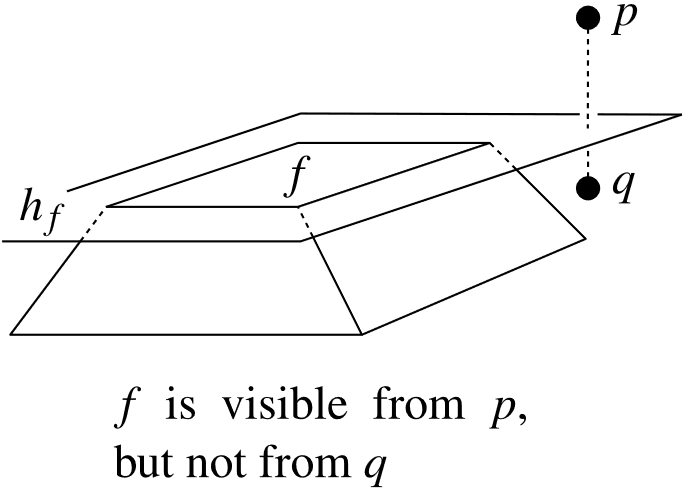 p
f
q
h_f
f is visible from p,
but not from q